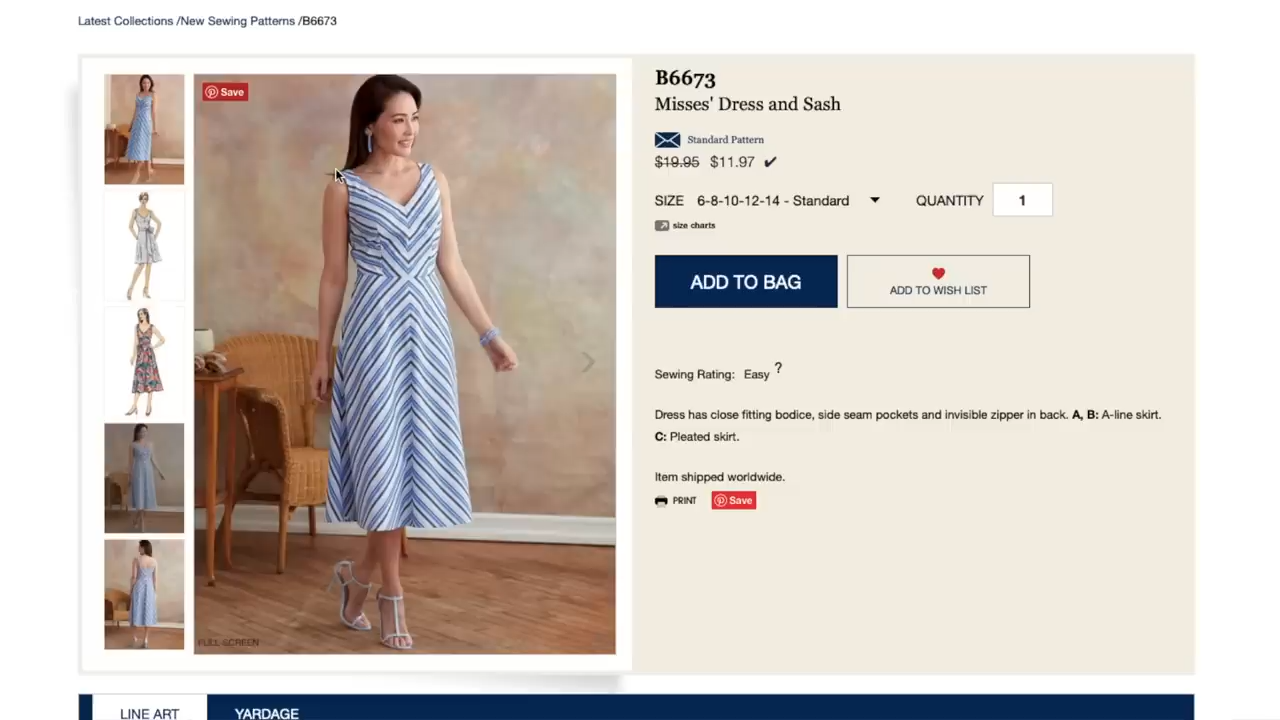 Latest Collections /New Sewing Patterns /B6673
Save
B6673
Misses' Dress and Sash
Standard Pattern
$19.95 $11.97 ✔
SIZE 6-8-10-12-14 - Standard QUANTITY 1
size charts
ADD TO BAG
ADD TO WISH LIST
Sewing Rating: Easy ?
Dress has close fitting bodice, side seam pockets and invisible zipper in back. A, B: A-line skirt.
C: Pleated skirt.
Item shipped worldwide.
PRINT Save
FULL SCREEN
LINE ART YARDAGE